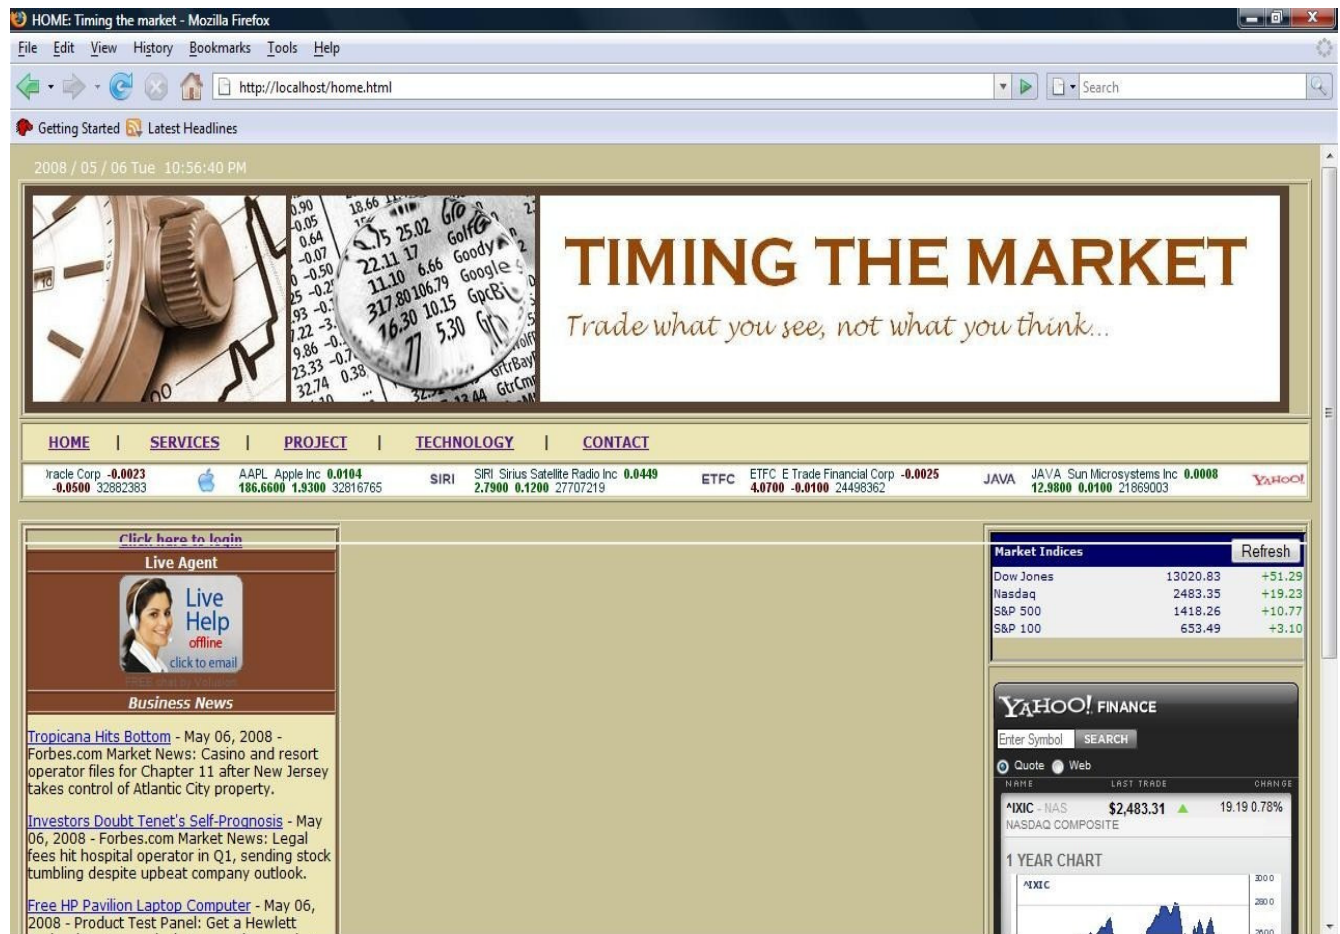 HOME: Timing the market - Mozilla Firefox
File Edit View History Bookmarks Tools Help
http://localhost/home.html
Search
Getting Started Latest Headlines
2008 / 05 / 06 Tue 10:56:40 PM
TIMING THE MARKET
Trade what you see, not what you think...
HOME | SERVICES | PROJECT | TECHNOLOGY | CONTACT
racle Corp -0.0023
-0.0500 32882383
AAPL Apple Inc 0.0104
186.6600 1.9300 32816765
SIRI
SIRI Sirius Satellite Radio Inc 0.0449
2.7900 0.1200 27707219
ETFC
ETFC E Trade Financial Corp -0.0025
4.0700 -0.0100 24498362
JAVA
JAVA Sun Microsystems Inc 0.0008
12.9800 0.0100 21869003
YAHOO!
Click here to login
Live Agent
Live
Help
offline
click to email
FREE chat by Volusion
Business News
Tropicana Hits Bottom - May 06, 2008 -
Forbes.com Market News: Casino and resort
operator files for Chapter 11 after New Jersey
takes control of Atlantic City property.
Investors Doubt Tenet's Self-Prognosis - May
06, 2008 - Forbes.com Market News: Legal
fees hit hospital operator in Q1, sending stock
tumbling despite upbeat company outlook.
Free HP Pavilion Laptop Computer - May 06,
2008 - Product Test Panel: Get a Hewlett
Market Indices Refresh
Dow Jones 13020.83 +51.29
Nasdaq 2483.35 +19.23
S&P 500 1418.26 +10.77
S&P 100 653.49 +3.10
YAHOO! FINANCE
Enter Symbol SEARCH
Quote Web
NAME LAST TRADE CHANGE
^IXIC - NAS $2,483.31 19.19 0.78%
NASDAQ COMPOSITE
1 YEAR CHART
^IXIC
3000
2800
2600